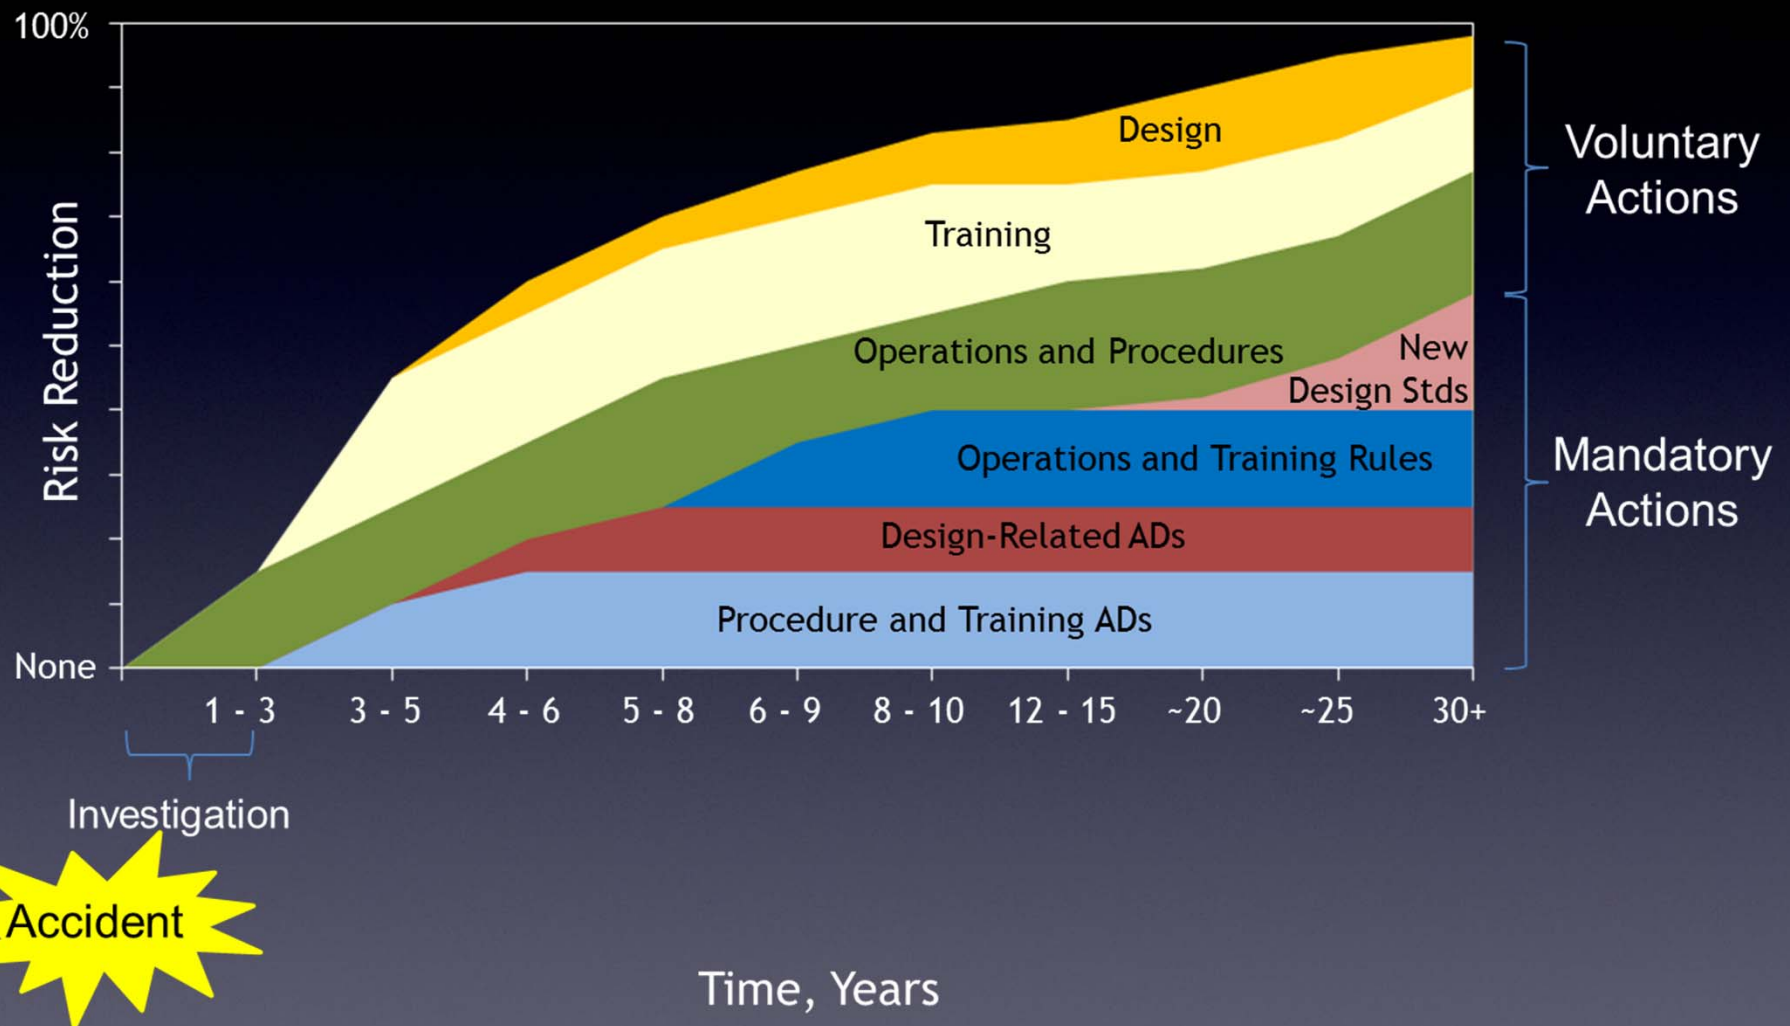 100%
Risk Reduction
None
Design
Training
Operations and Procedures
New
Design Stds
Operations and Training Rules
Design-Related ADs
Procedure and Training ADs
Voluntary
Actions
Mandatory
Actions
1 - 3 3 - 5 4 - 6 5 - 8 6 - 9 8 - 10 12 - 15 ~20 ~25 30+
Investigation
Accident
Time, Years